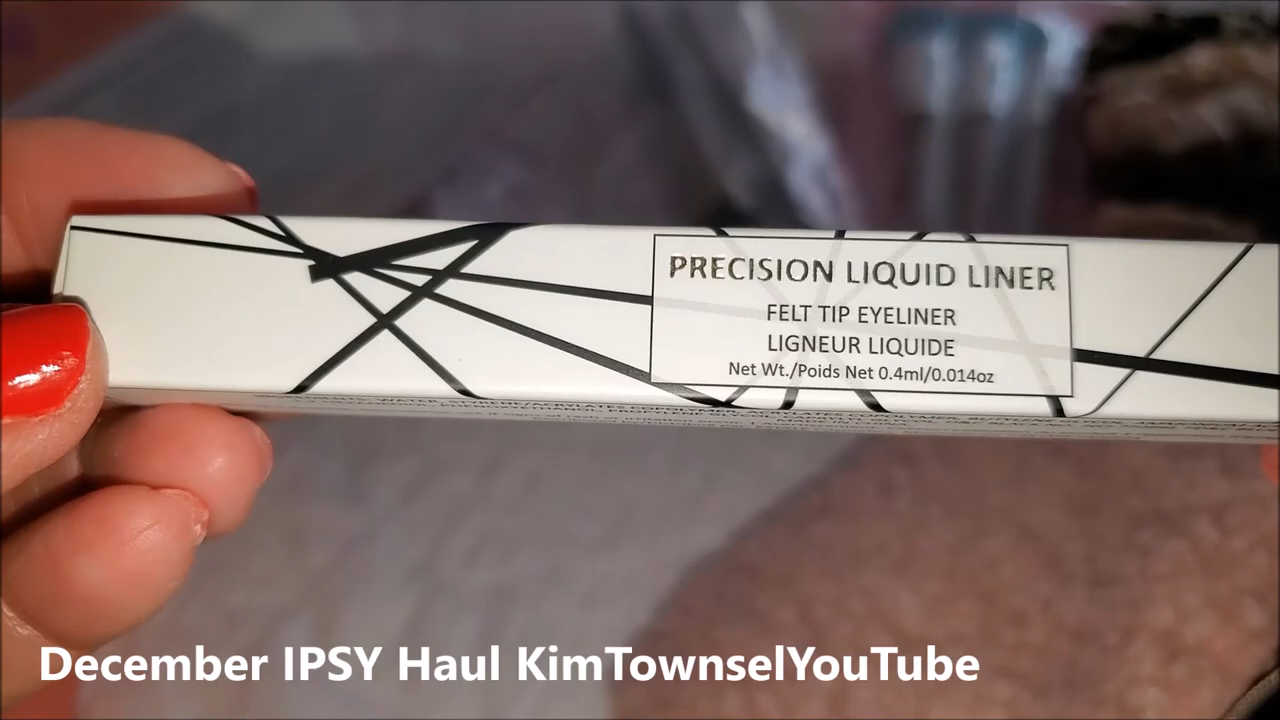 PRECISION LIQUID LINER
FELT TIP EYELINER
LIGNEUR LIQUIDE
Net Wt./Poids Net 0.4ml/0.014oz
December IPSY Haul KimTownselYouTube